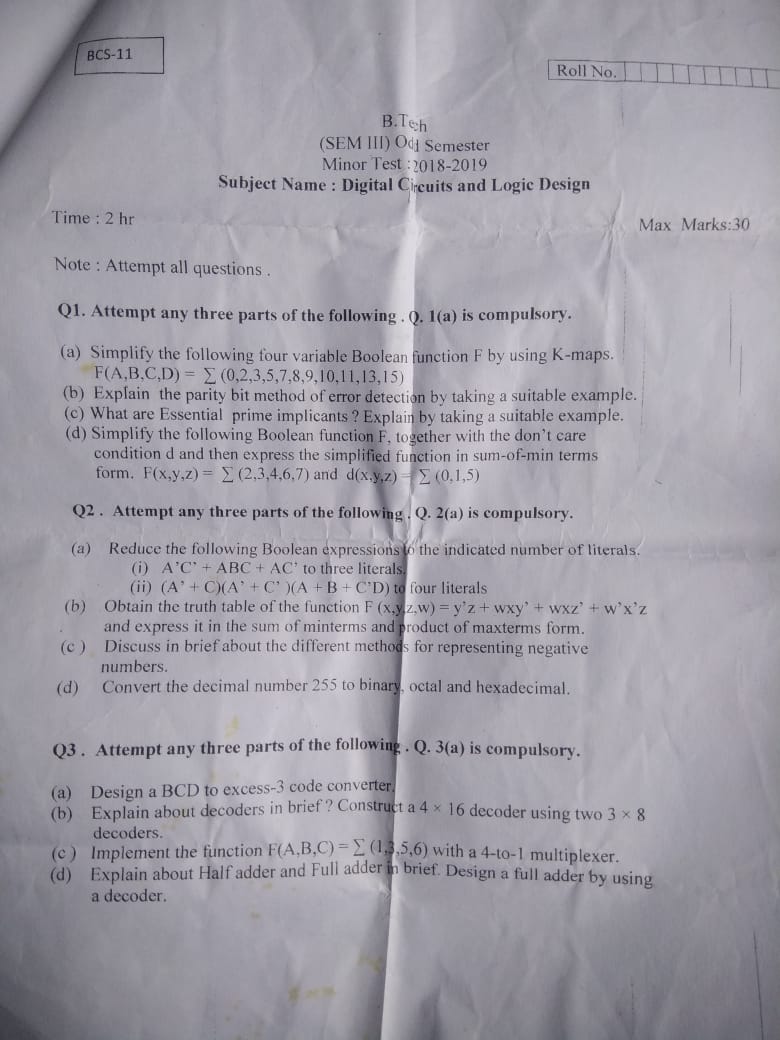 BCS-11
Roll No.
B.Tech
(SEM III) Odd Semester
Minor Test :2018-2019
Subject Name : Digital Circuits and Logic Design
Time : 2 hr
Max Marks:30
Note : Attempt all questions .
Q1. Attempt any three parts of the following . Q. 1(a) is compulsory.
(a) Simplify the following four variable Boolean function F by using K-maps.
F(A,B,C,D) = ∑ (0,2,3,5,7,8,9,10,11,13,15)
(b) Explain the parity bit method of error detection by taking a suitable example.
(c) What are Essential prime implicants ? Explain by taking a suitable example.
(d) Simplify the following Boolean function F, together with the don't care
condition d and then express the simplified function in sum-of-min terms
form. F(x,y,z) = ∑ (2,3,4,6,7) and d(x,y,z) = ∑ (0,1,5)
Q2 . Attempt any three parts of the following . Q. 2(a) is compulsory.
(a) Reduce the following Boolean expressions to the indicated number of literals.
(i) A'C' + ABC + AC' to three literals.
(ii) (A' + C)(A' + C' )(A + B + C'D) to four literals
(b) Obtain the truth table of the function F (x,y,z,w) = y'z + wxy' + wxz' + w'x'z
and express it in the sum of minterms and product of maxterms form.
(c ) Discuss in brief about the different methods for representing negative
numbers.
(d) Convert the decimal number 255 to binary, octal and hexadecimal.
Q3 . Attempt any three parts of the following . Q. 3(a) is compulsory.
(a) Design a BCD to excess-3 code converter.
(b) Explain about decoders in brief ? Construct a 4 × 16 decoder using two 3 × 8
decoders.
(c ) Implement the function F(A,B,C) = ∑ (1,3,5,6) with a 4-to-1 multiplexer.
(d) Explain about Half adder and Full adder in brief. Design a full adder by using
a decoder.